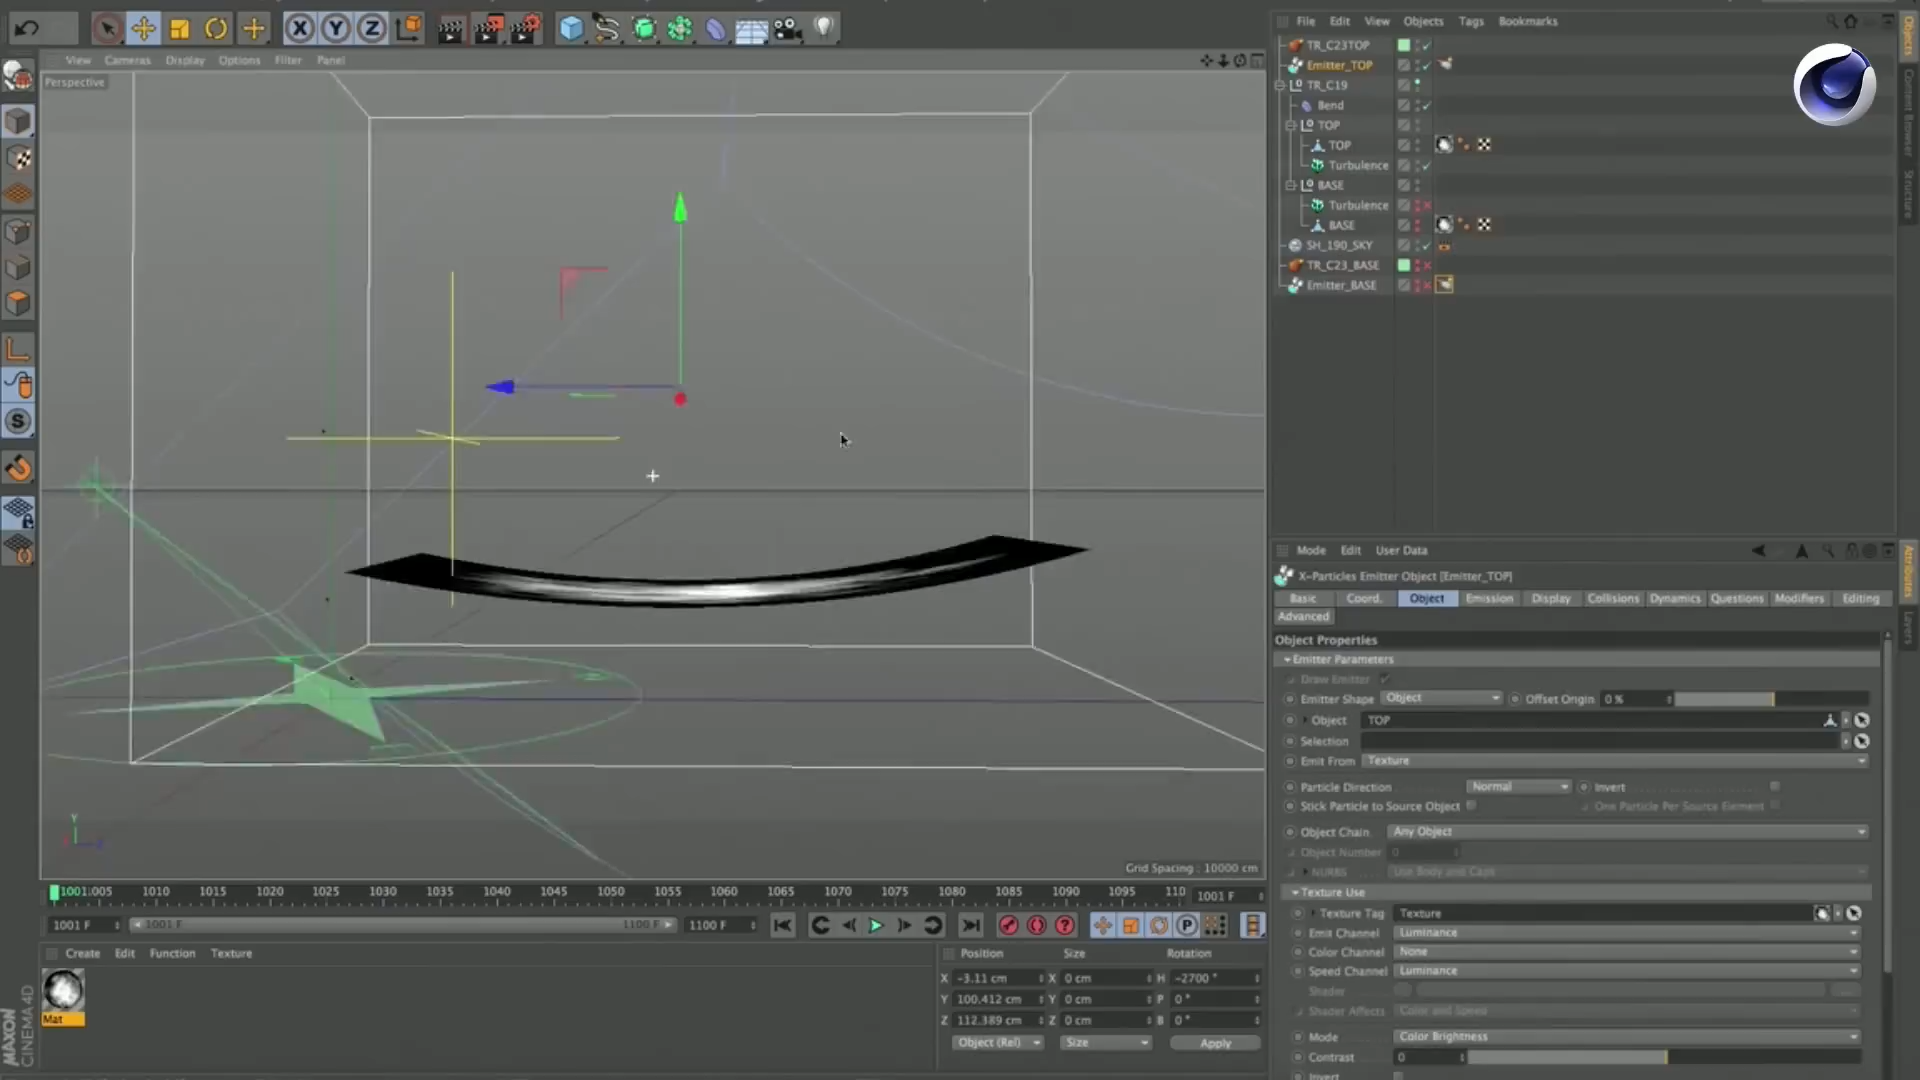 File Edit View Objects Tags Bookmarks
View Cameras Display Options Filter Panel
Perspective
X Y Z
S
TR_C23TOP
Emitter_TOP
TR_C19
Bend
TOP
TOP
Turbulence
BASE
Turbulence
BASE
SH_190_SKY
TR_C23_BASE
Emitter_BASE
Objects
Content Browser
Structure
Mode Edit User Data
X-Particles Emitter Object [Emitter_TOP]
Basic Coord. Object Emission Display Collisions Dynamics Questions Modifiers Editing
Advanced
Object Properties
Emitter Parameters
Draw Emitter
Emitter Shape Object Offset Origin 0 %
Object TOP
Selection
Emit From Texture
Particle Direction Normal Invert
Stick Particle to Source Object One Particle Per Source Element
Object Chain Any Object
Object Number 0
NURBS Use Body and Caps
Texture Use
Texture Tag Texture
Emit Channel Luminance
Color Channel None
Speed Channel Luminance
Shader
Shader Affects Color and Speed
Mode Color Brightness
Contrast 0
Invert
Attributes
Layers
Y
Grid Spacing : 10000 cm
1001:005 1010 1015 1020 1025 1030 1035 1040 1045 1050 1055 1060 1065 1070 1075 1080 1085 1090 1095 110 1001 F
1001 F 1001 F 1100 F 1100 F
P
Create Edit Function Texture
Mat
MAXON
CINEMA 4D
Position Size Rotation
X -3.11 cm X 0 cm H -2700 °
Y 100.412 cm Y 0 cm P 0 °
Z 112.389 cm Z 0 cm B 0 °
Object (Rel) Size Apply